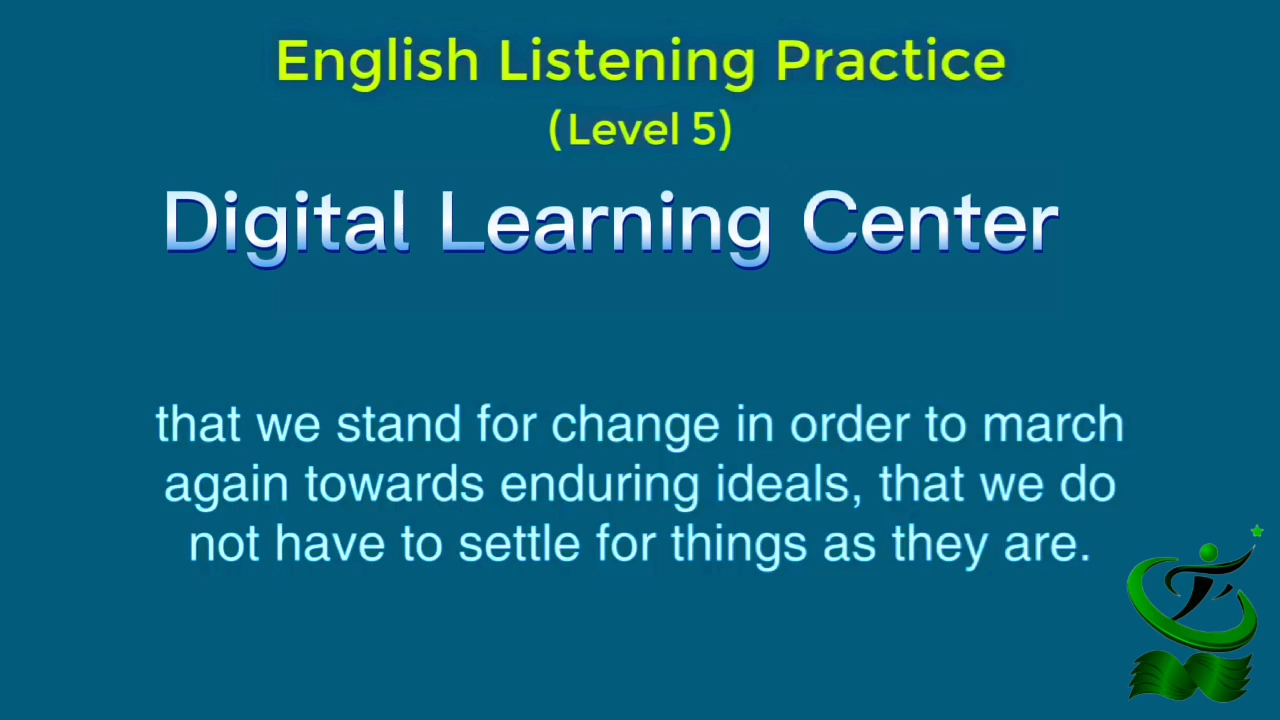 English Listening Practice
(Level 5)
Digital Learning Center
that we stand for change in order to march
again towards enduring ideals, that we do
not have to settle for things as they are.